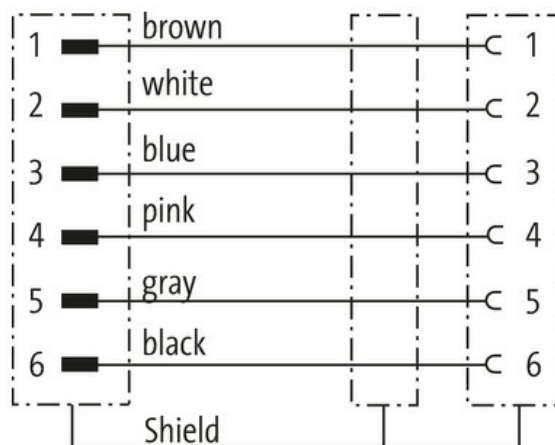 1 brown 1
2 white 2
3 blue 3
4 pink 4
5 gray 5
6 black 6
Shield